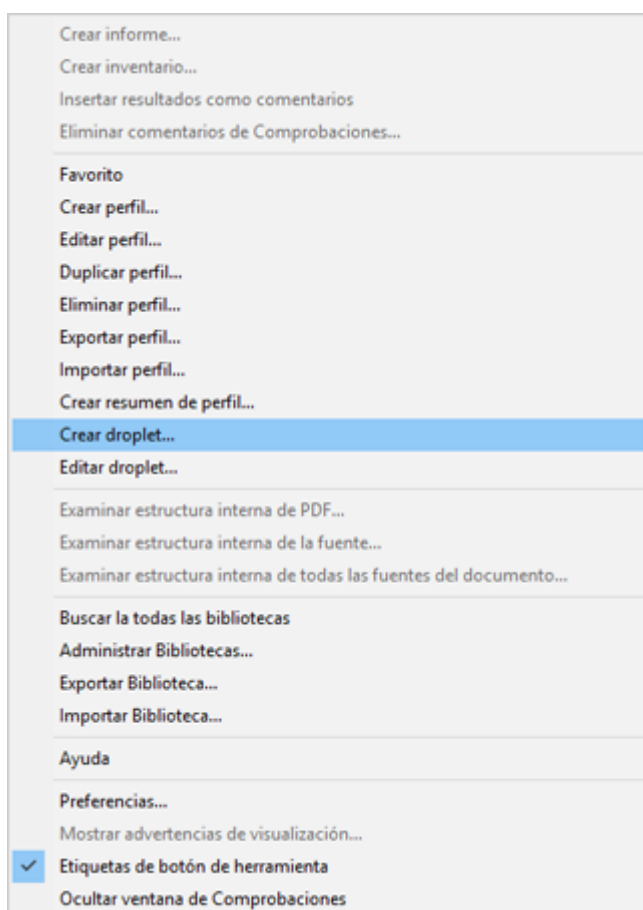 Crear informe...
Crear inventario...
Insertar resultados como comentarios
Eliminar comentarios de Comprobaciones...
Favorito
Crear perfil...
Editar perfil...
Duplicar perfil...
Eliminar perfil...
Exportar perfil...
Importar perfil...
Crear resumen de perfil...
Crear droplet...
Editar droplet...
Examinar estructura interna de PDF...
Examinar estructura interna de la fuente...
Examinar estructura interna de todas las fuentes del documento...
Buscar la todas las bibliotecas
Administrar Bibliotecas...
Exportar Biblioteca...
Importar Biblioteca...
Ayuda
Preferencias...
Mostrar advertencias de visualización...
Etiquetas de botón de herramienta
Ocultar ventana de Comprobaciones